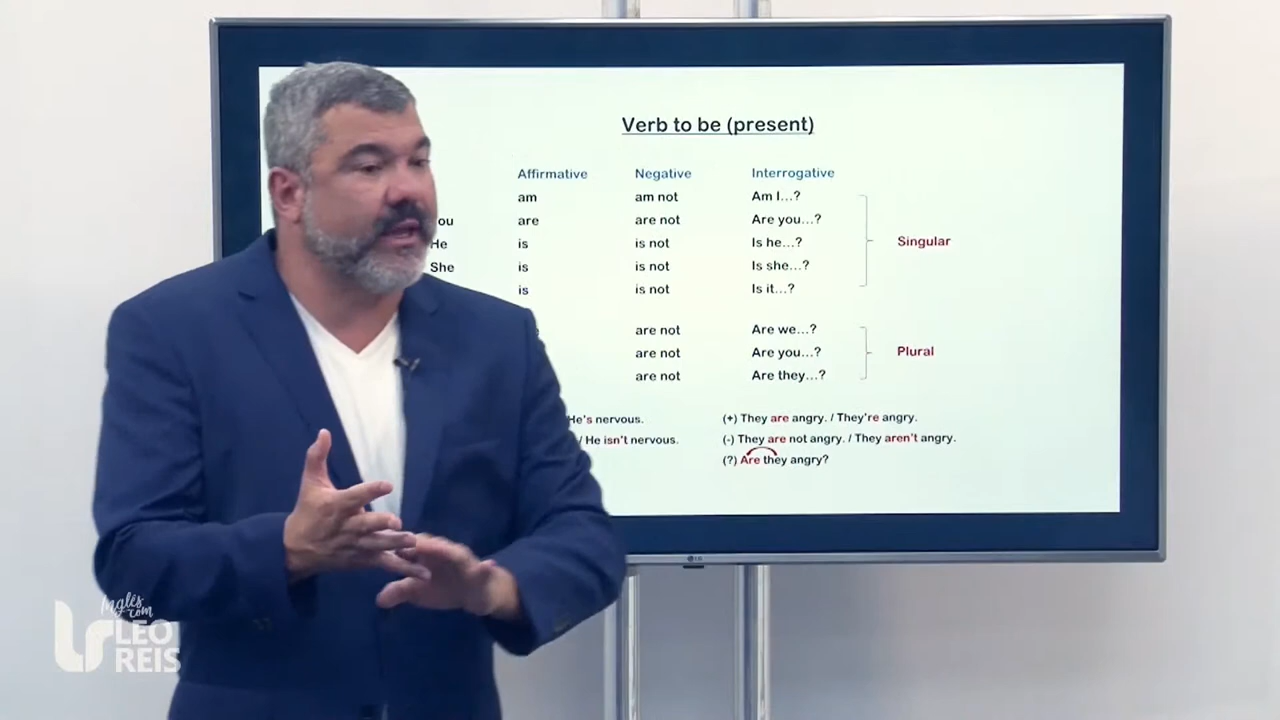 Verb to be (present)
Affirmative Negative Interrogative
am am not Am I...?
ou are are not Are you...?
He is is not Is he...?
She is is not Is she...?
is is not Is it...?
Singular
are not Are we...?
are not Are you...?
are not Are they...?
Plural
He's nervous.
/ He isn't nervous.
(+) They are angry. / They're angry.
(-) They are not angry. / They aren't angry.
(?) Are they angry?
LG
Inglês
com
LEO
REIS